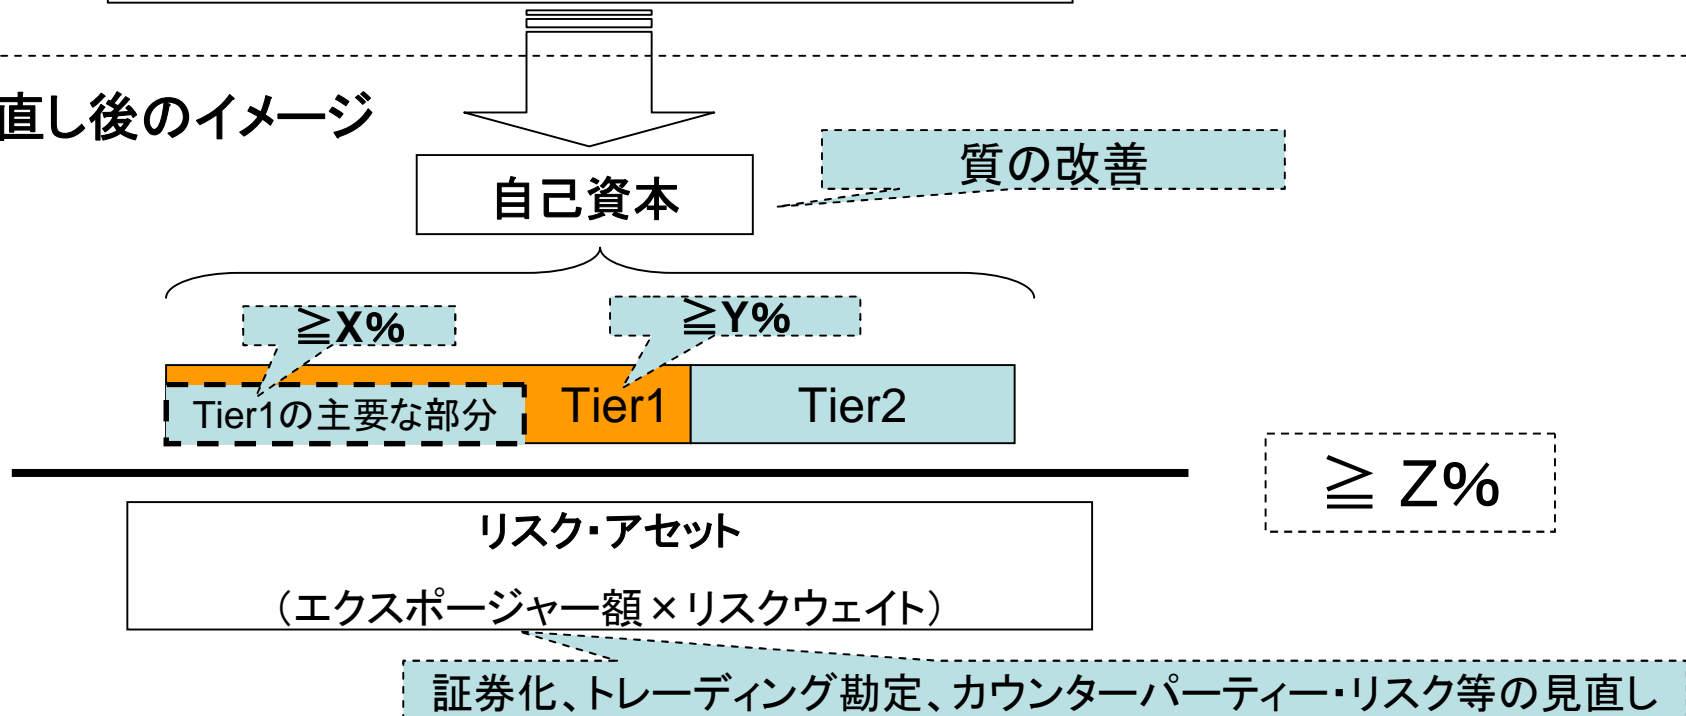 直し後のイメージ
質の改善
自己資本
≧X%
≧Y%
Tier1の主要な部分
Tier1
Tier2
≧ Z%
リスク・アセット
（エクスポージャー額×リスクウェイト）
証券化、トレーディング勘定、カウンターパーティー・リスク等の見直し